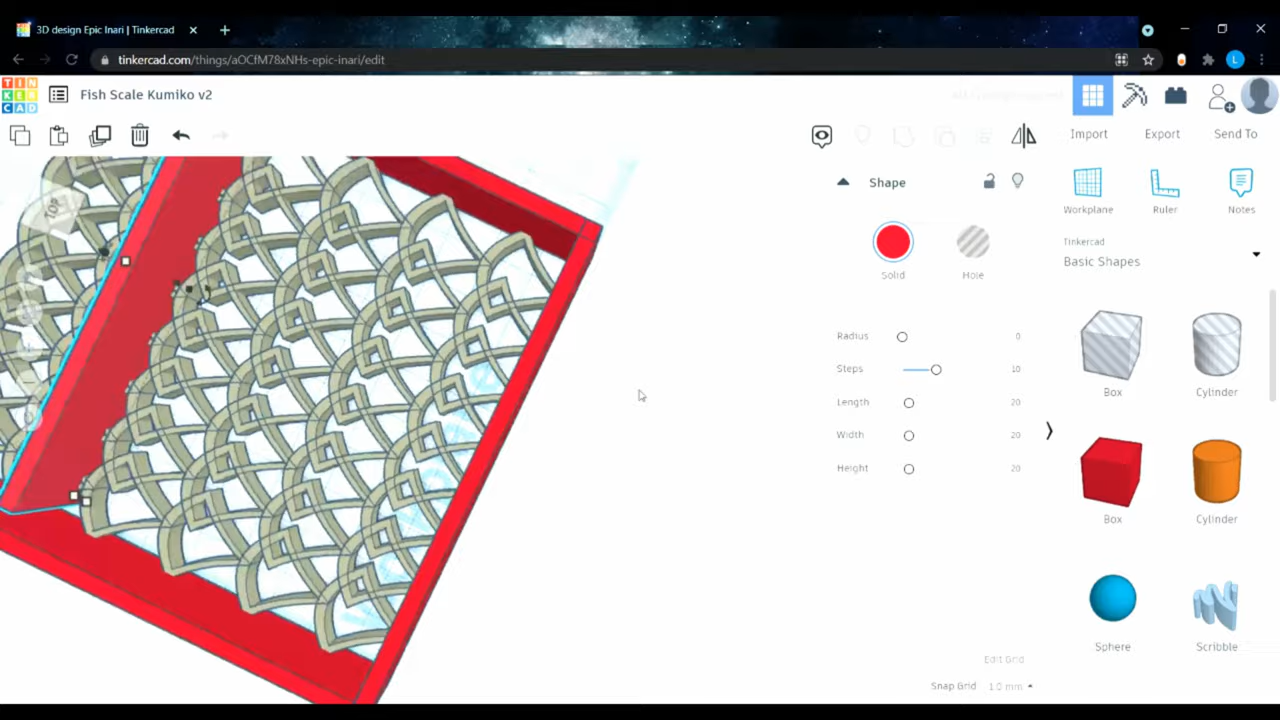 3D design Epic Inari | Tinkercad
tinkercad.com/things/aOCfM78xNHs-epic-inari/edit
L
TIN
KER
CAD
Fish Scale Kumiko v2
Import
Export
Send To
TOP
Shape
Workplane
Ruler
Notes
Tinkercad
Basic Shapes
Solid
Hole
Radius 0
Steps 10
Length 20
Width 20
Height 20
Box
Cylinder
Box
Cylinder
Sphere
Scribble
Edit Grid
Snap Grid 1.0 mm